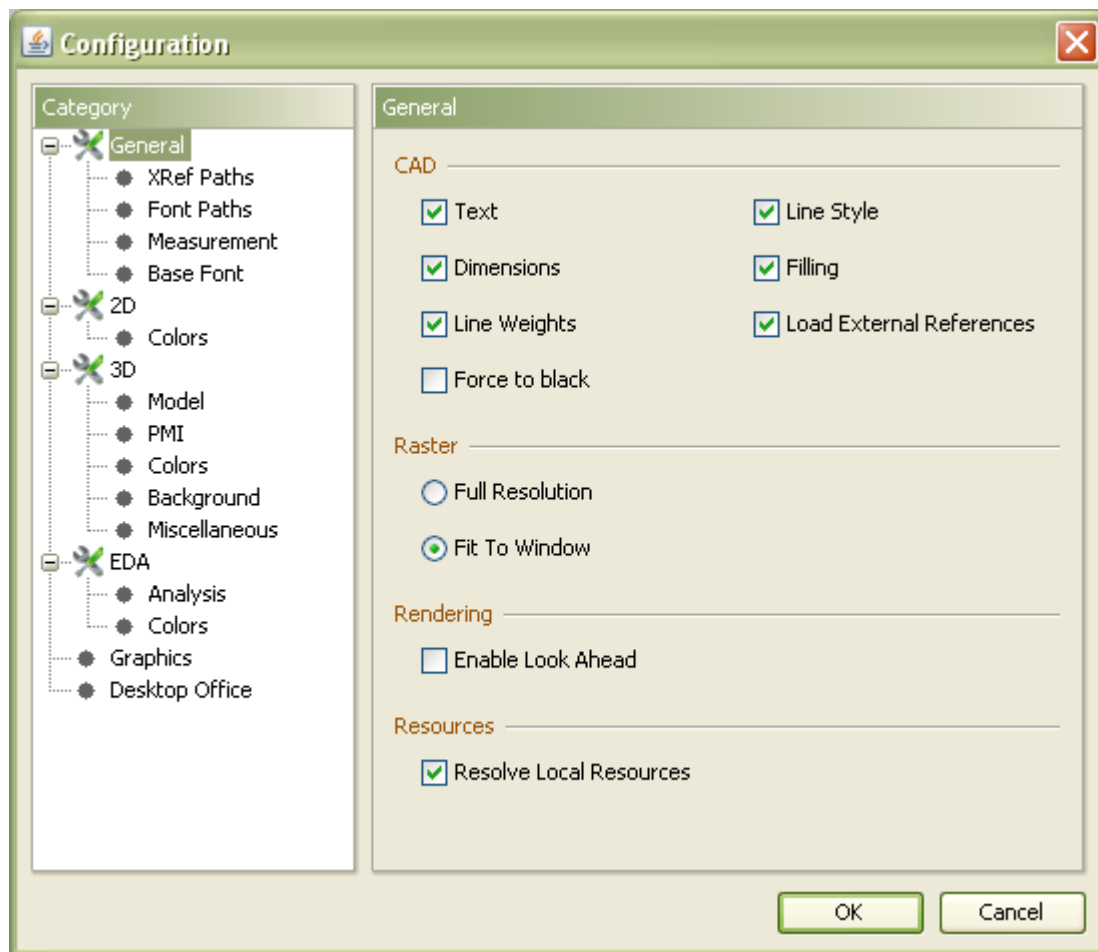 Configuration
Category
General
XRef Paths
Font Paths
Measurement
Base Font
2D
Colors
3D
Model
PMI
Colors
Background
Miscellaneous
EDA
Analysis
Colors
Graphics
Desktop Office
General
CAD
Text
Line Style
Dimensions
Filling
Line Weights
Load External References
Force to black
Raster
Full Resolution
Fit To Window
Rendering
Enable Look Ahead
Resources
Resolve Local Resources
OK
Cancel